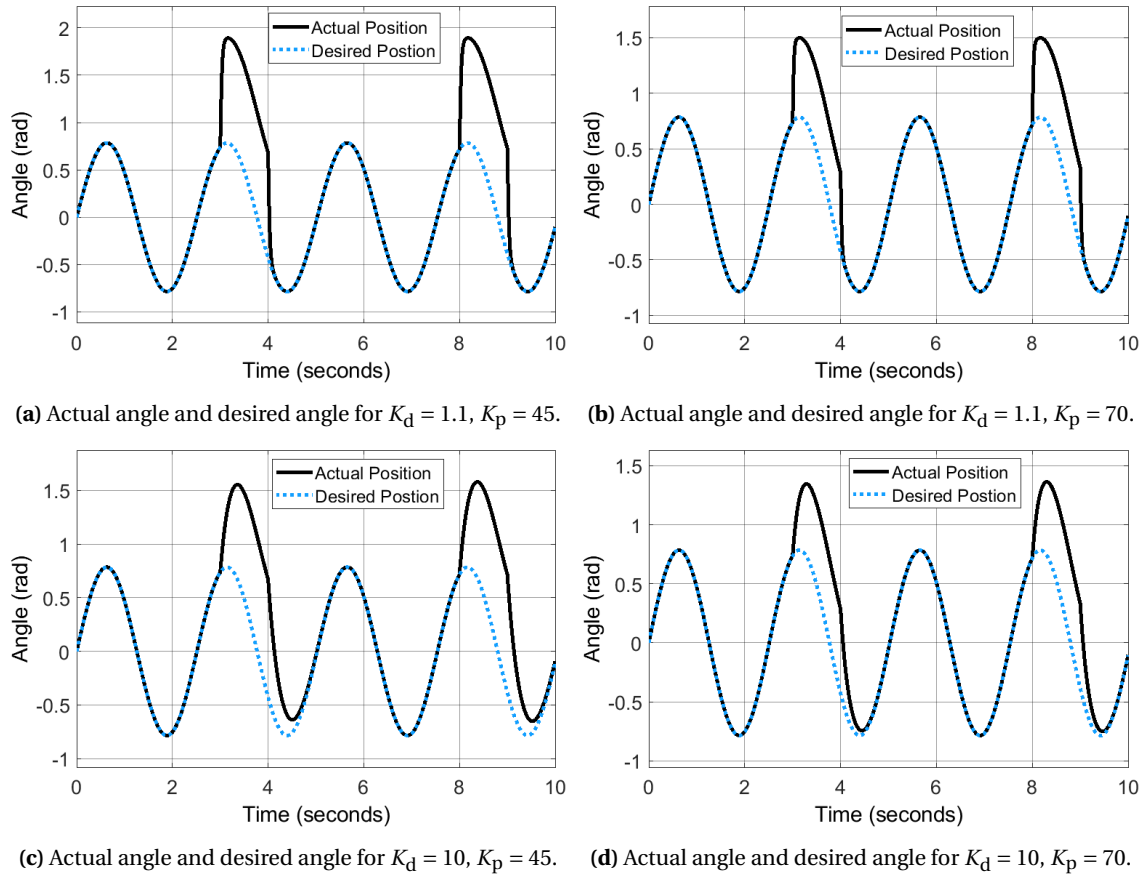 Actual Position
Desired Postion
2
1.5
1
0.5
0
-0.5
-1
Angle (rad)
0
2
4
6
8
10
Time (seconds)
(a) Actual angle and desired angle for Kd = 1.1, Kp = 45.
Actual Position
Desired Postion
1.5
1
0.5
0
-0.5
-1
Angle (rad)
0
2
4
6
8
10
Time (seconds)
(b) Actual angle and desired angle for Kd = 1.1, Kp = 70.
Actual Position
Desired Postion
1.5
1
0.5
0
-0.5
-1
Angle (rad)
0
2
4
6
8
10
Time (seconds)
(c) Actual angle and desired angle for Kd = 10, Kp = 45.
Actual Position
Desired Postion
1.5
1
0.5
0
-0.5
-1
Angle (rad)
0
2
4
6
8
10
Time (seconds)
(d) Actual angle and desired angle for Kd = 10, Kp = 70.